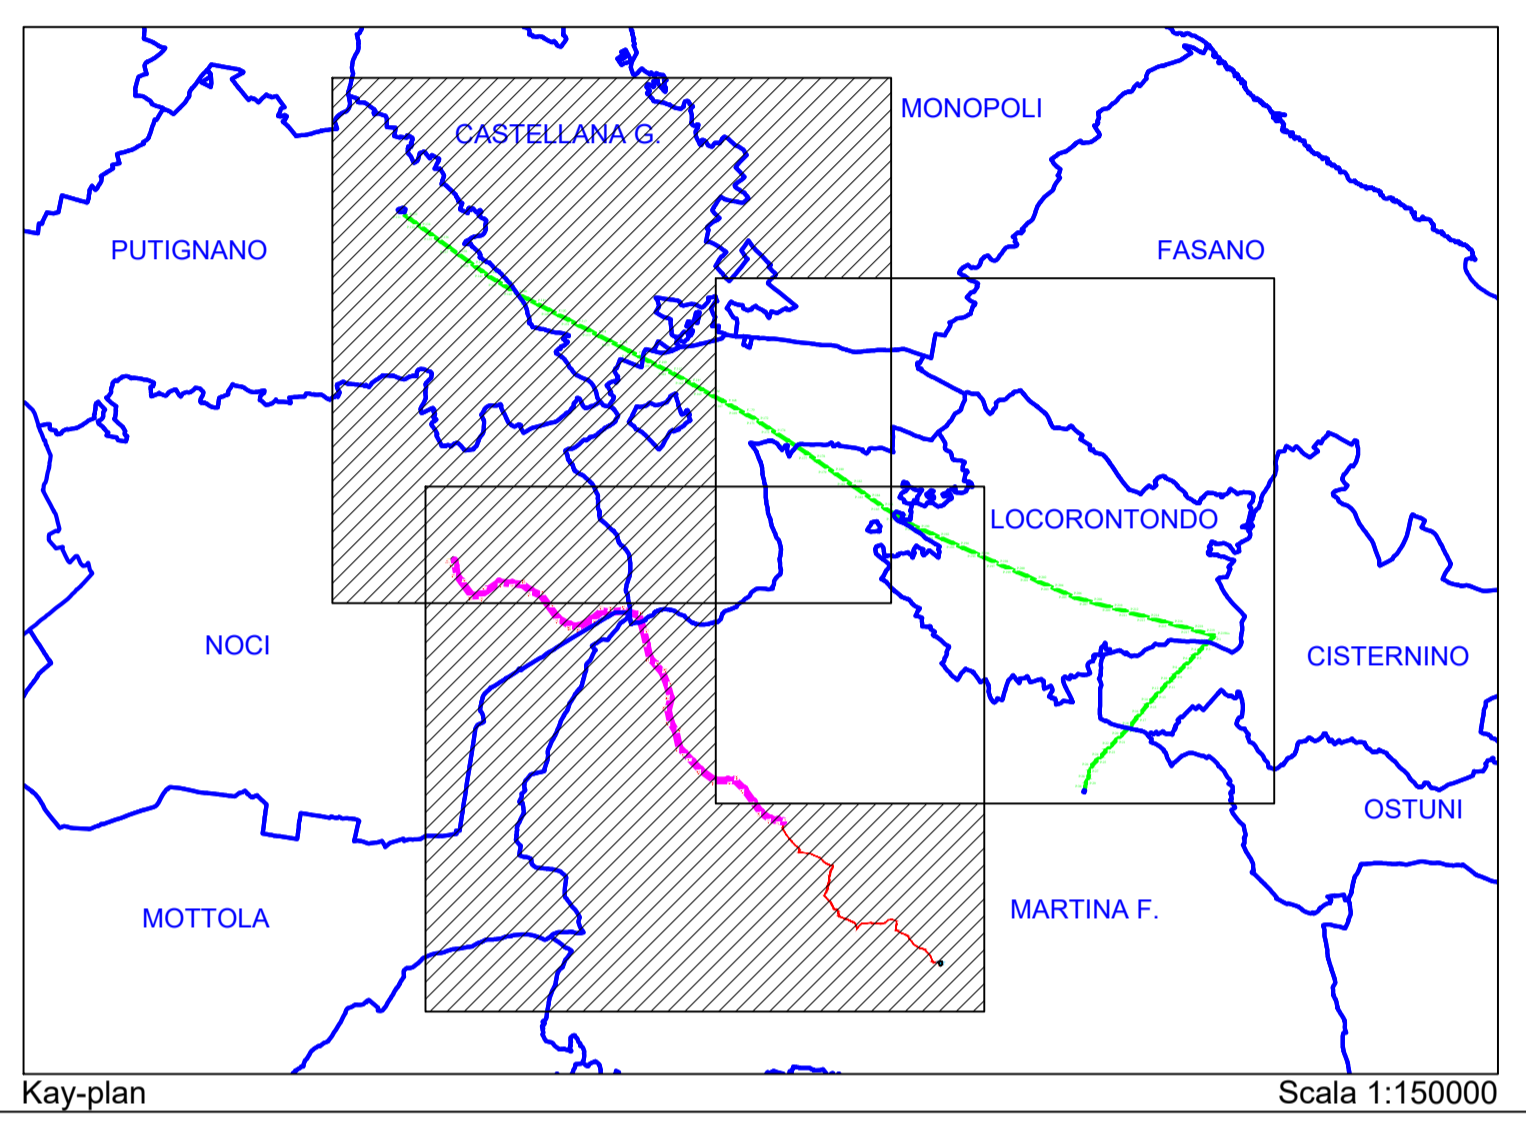 MONOPOLI
CASTELLANA G.
PUTIGNANO
FASANO
LOCORONTONDO
NOCI
CISTERNINO
OSTUNI
MARTINA F.
MOTTOLA
Kay-plan
Scala 1:150000